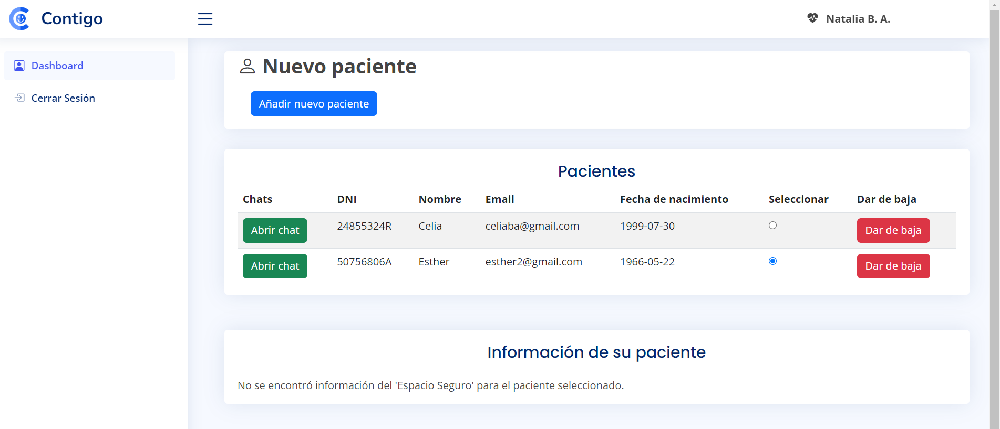 Contigo
Natalia B. A.
Dashboard
Cerrar Sesión
Nuevo paciente
Añadir nuevo paciente
Pacientes
Chats DNI Nombre Email Fecha de nacimiento Seleccionar Dar de baja
Abrir chat 24855324R Celia celiaba@gmail.com 1999-07-30 Dar de baja
Abrir chat 50756806A Esther esther2@gmail.com 1966-05-22 Dar de baja
Información de su paciente
No se encontró información del 'Espacio Seguro' para el paciente seleccionado.